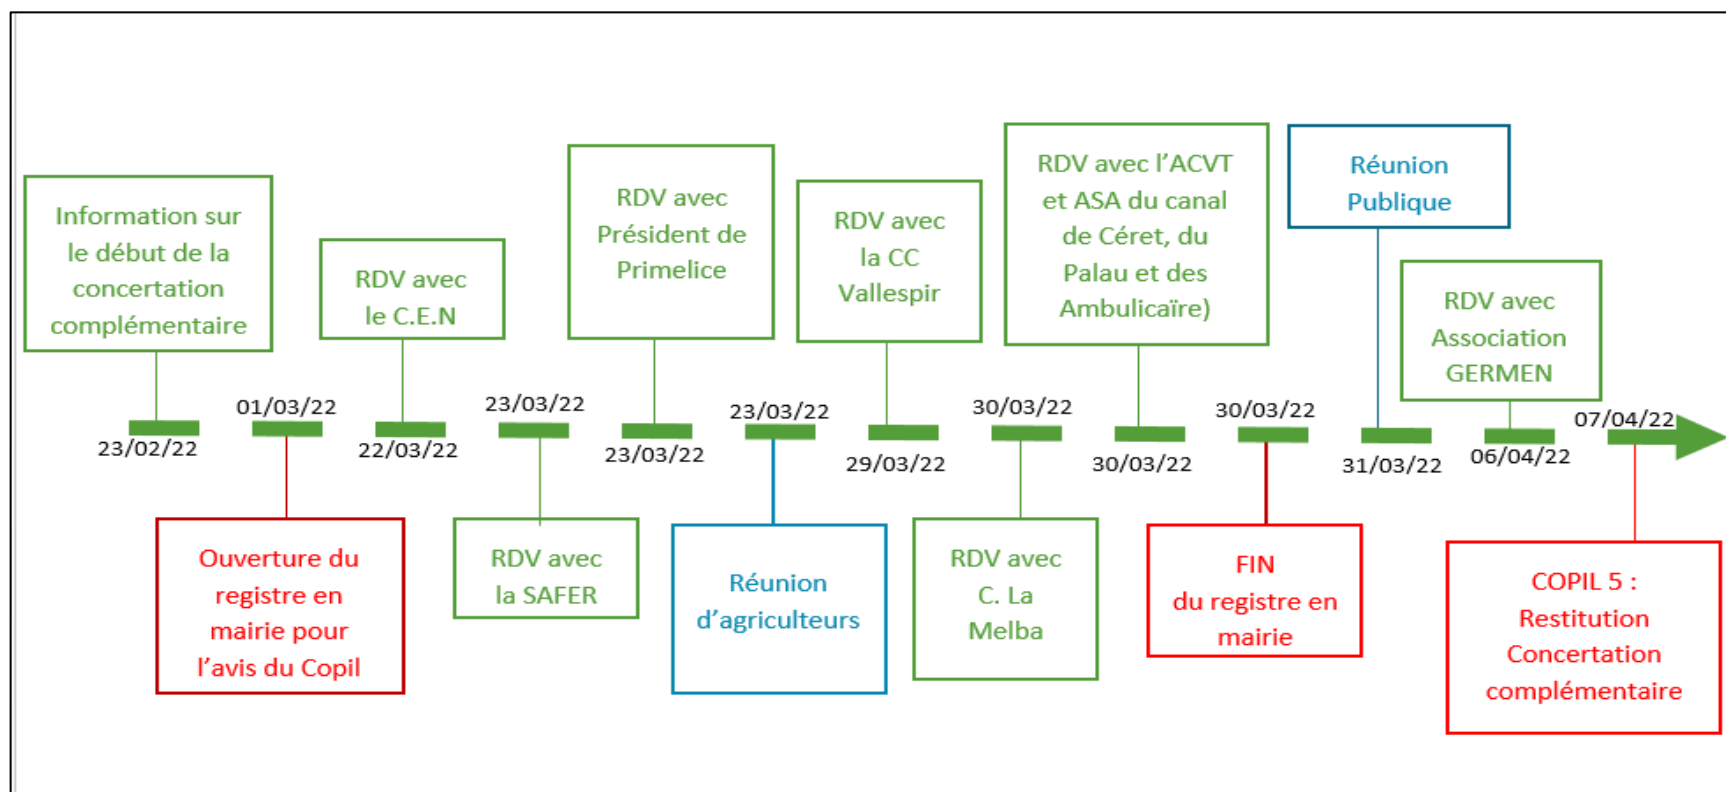 Information sur
le début de la
concertation
complémentaire
23/02/22
01/03/22
Ouverture du
registre en
mairie pour
l’avis du Copil
RDV avec
le C.E.N
22/03/22
23/03/22
RDV avec
la SAFER
RDV avec
Président de
Primelice
23/03/22
23/03/22
Réunion
d’agriculteurs
RDV avec
la CC
Vallespir
29/03/22
30/03/22
RDV avec
C. La
Melba
RDV avec l’ACVT
et ASA du canal
de Céret, du
Palau et des
Ambulicaïre)
30/03/22
30/03/22
FIN
du registre en
mairie
Réunion
Publique
31/03/22
RDV avec
Association
GERMEN
06/04/22
07/04/22
COPIL 5 :
Restitution
Concertation
complémentaire